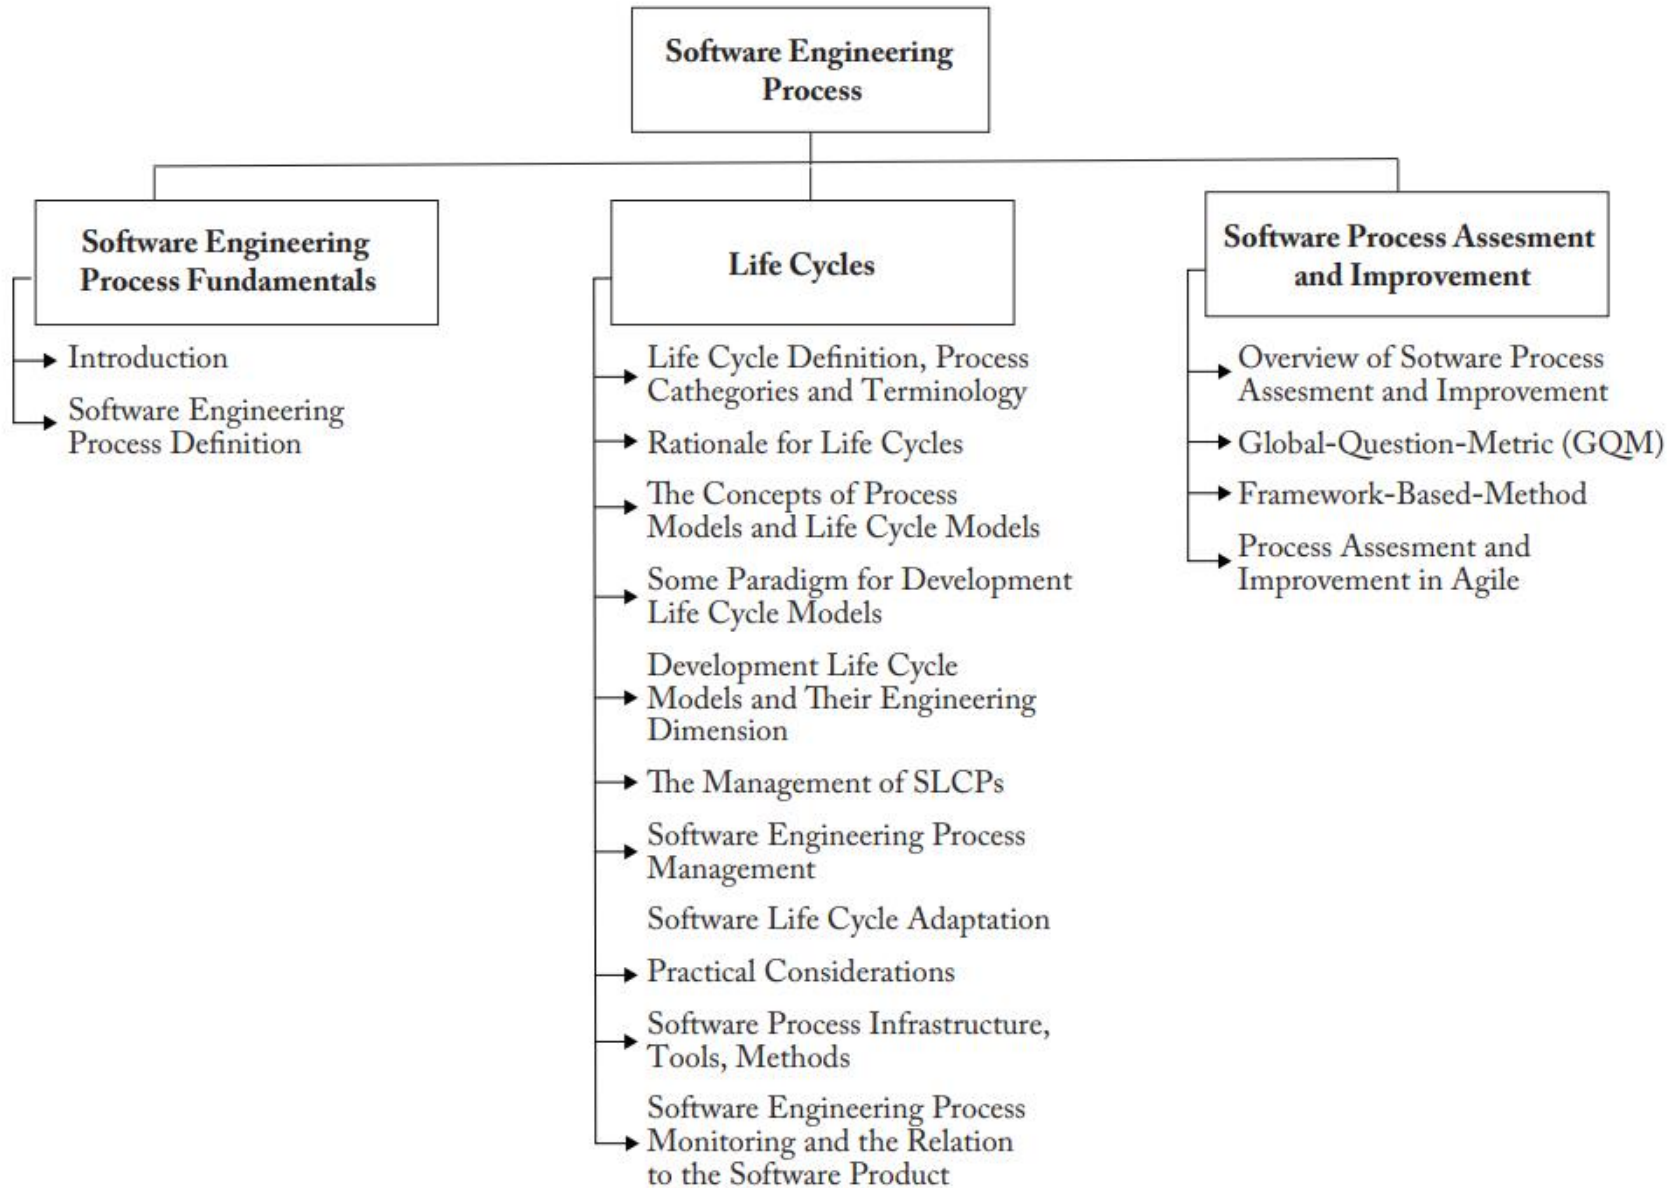 Software Engineering
Process
Software Engineering
Process Fundamentals
Introduction
Software Engineering
Process Definition
Life Cycles
Life Cycle Definition, Process
Cathegories and Terminology
Rationale for Life Cycles
The Concepts of Process
Models and Life Cycle Models
Some Paradigm for Development
Life Cycle Models
Development Life Cycle
Models and Their Engineering
Dimension
The Management of SLCPs
Software Engineering Process
Management
Software Life Cycle Adaptation
Practical Considerations
Software Process Infrastructure,
Tools, Methods
Software Engineering Process
Monitoring and the Relation
to the Software Product
Software Process Assesment
and Improvement
Overview of Sotware Process
Assesment and Improvement
Global-Question-Metric (GQM)
Framework-Based-Method
Process Assesment and
Improvement in Agile